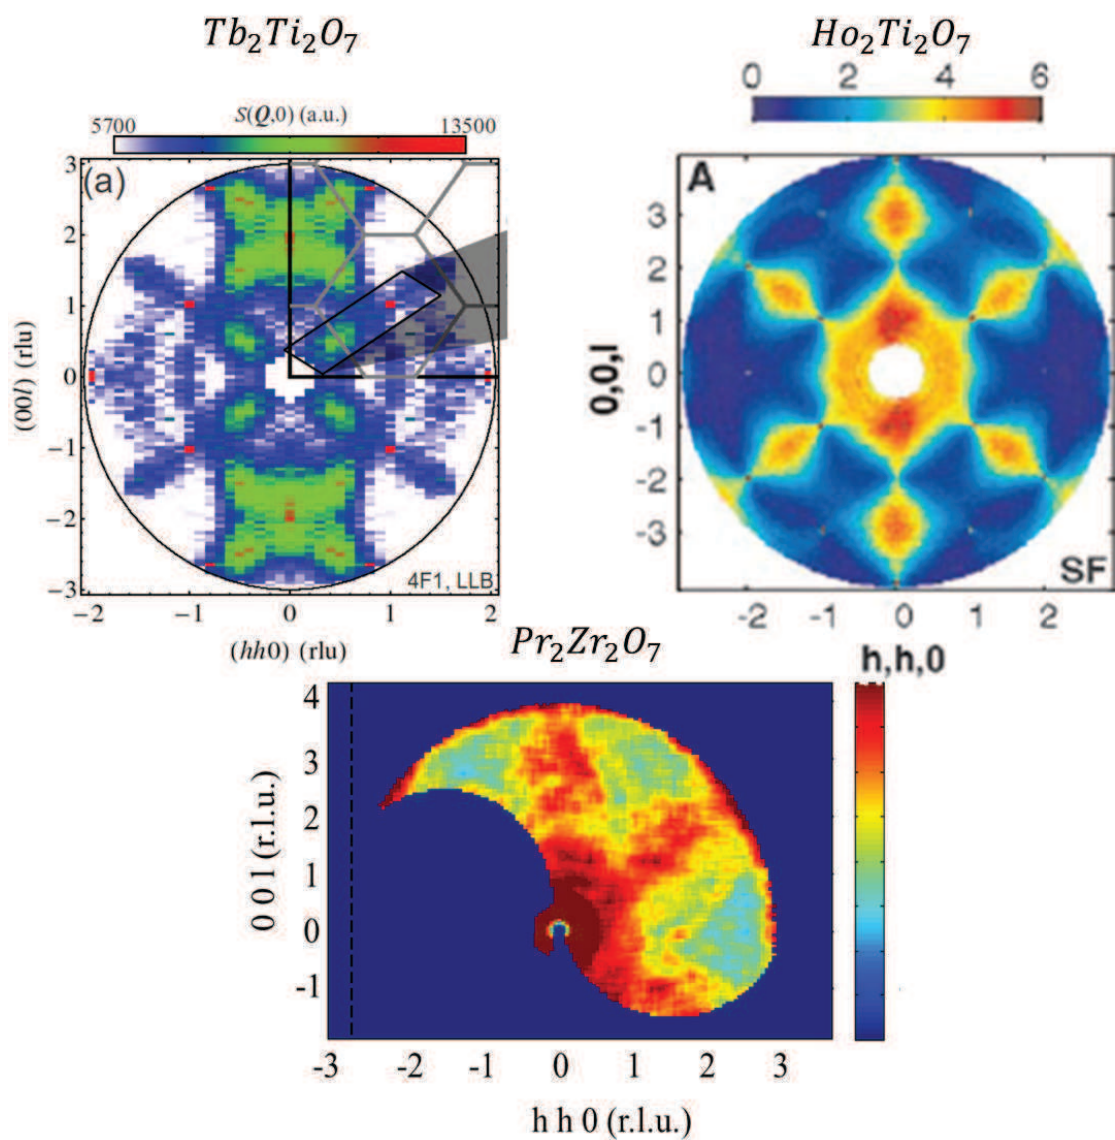 Tb₂Ti₂O₇
Ho₂Ti₂O₇
S(Q,0) (a.u.)
5700 13500
0 2 4 6
(a)
A
3
2
1
0
−1
−2
−3
(00l) (rlu)
4F1, LLB
−2 −1 0 1 2
(hh0) (rlu)
3
2
1
0
-1
-2
-3
0,0,l
SF
-2 -1 0 1 2
h,h,0
Pr₂Zr₂O₇
4
3
2
1
0
-1
0 0 l (r.l.u.)
-3 -2 -1 0 1 2 3
h h 0 (r.l.u.)